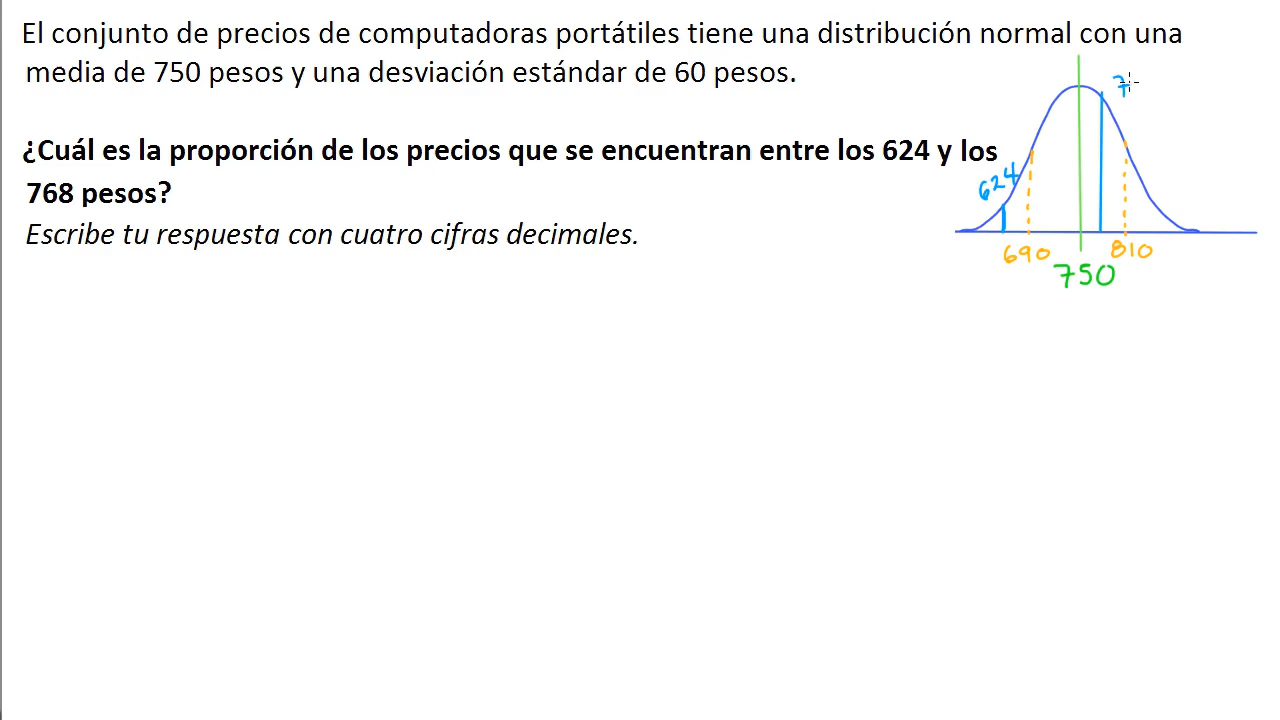 El conjunto de precios de computadoras portátiles tiene una distribución normal con una
media de 750 pesos y una desviación estándar de 60 pesos.
¿Cuál es la proporción de los precios que se encuentran entre los 624 y los
768 pesos?
Escribe tu respuesta con cuatro cifras decimales.
7
624
690
810
750